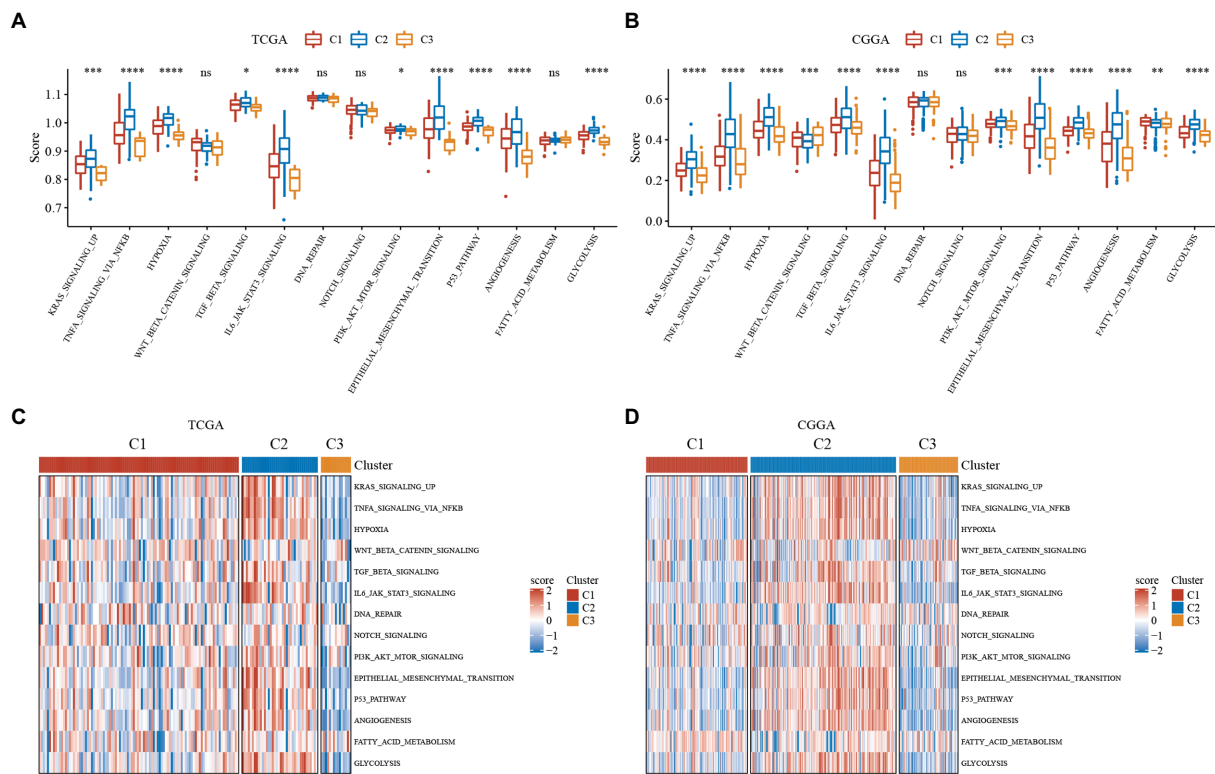 A
TCGA C1 C2 C3
*** **** **** ns * **** ns ns * **** **** **** ns ****
Score
1.1
1.0
0.9
0.8
0.7
KRAS_SIGNALING_UP
TNFA_SIGNALING_VIA_NFKB
HYPOXIA
WNT_BETA_CATENIN_SIGNALING
TGF_BETA_SIGNALING
IL6_JAK_STAT3_SIGNALING
DNA_REPAIR
NOTCH_SIGNALING
PI3K_AKT_MTOR_SIGNALING
EPITHELIAL_MESENCHYMAL_TRANSITION
P53_PATHWAY
ANGIOGENESIS
FATTY_ACID_METABOLISM
GLYCOLYSIS
B
CGGA C1 C2 C3
**** **** **** *** **** **** ns ns *** **** **** **** ** ****
Score
0.6
0.4
0.2
0.0
KRAS_SIGNALING_UP
TNFA_SIGNALING_VIA_NFKB
HYPOXIA
WNT_BETA_CATENIN_SIGNALING
TGF_BETA_SIGNALING
IL6_JAK_STAT3_SIGNALING
DNA_REPAIR
NOTCH_SIGNALING
PI3K_AKT_MTOR_SIGNALING
EPITHELIAL_MESENCHYMAL_TRANSITION
P53_PATHWAY
ANGIOGENESIS
FATTY_ACID_METABOLISM
GLYCOLYSIS
C
TCGA
C1 C2 C3
Cluster
KRAS_SIGNALING_UP
TNFA_SIGNALING_VIA_NFKB
HYPOXIA
WNT_BETA_CATENIN_SIGNALING
TGF_BETA_SIGNALING
IL6_JAK_STAT3_SIGNALING
DNA_REPAIR
NOTCH_SIGNALING
PI3K_AKT_MTOR_SIGNALING
EPITHELIAL_MESENCHYMAL_TRANSITION
P53_PATHWAY
ANGIOGENESIS
FATTY_ACID_METABOLISM
GLYCOLYSIS
score
2
1
0
−1
−2
Cluster
C1
C2
C3
D
CGGA
C1 C2 C3
Cluster
KRAS_SIGNALING_UP
TNFA_SIGNALING_VIA_NFKB
HYPOXIA
WNT_BETA_CATENIN_SIGNALING
TGF_BETA_SIGNALING
IL6_JAK_STAT3_SIGNALING
DNA_REPAIR
NOTCH_SIGNALING
PI3K_AKT_MTOR_SIGNALING
EPITHELIAL_MESENCHYMAL_TRANSITION
P53_PATHWAY
ANGIOGENESIS
FATTY_ACID_METABOLISM
GLYCOLYSIS
score
2
1
0
−1
−2
Cluster
C1
C2
C3